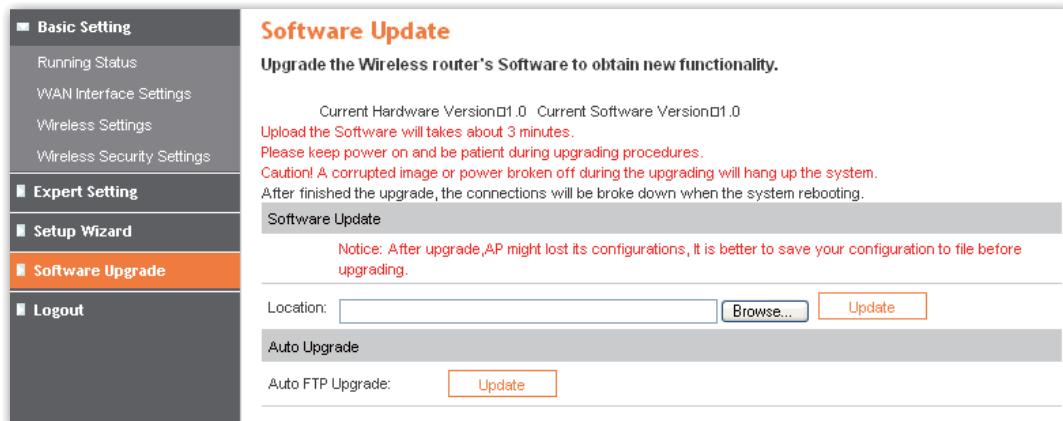 Basic Setting
Running Status
WAN Interface Settings
Wireless Settings
Wireless Security Settings
Expert Setting
Setup Wizard
Software Upgrade
Logout
Software Update
Upgrade the Wireless router's Software to obtain new functionality.
Current Hardware Version□1.0 Current Software Version□1.0
Upload the Software will takes about 3 minutes.
Please keep power on and be patient during upgrading procedures.
Caution! A corrupted image or power broken off during the upgrading will hang up the system.
After finished the upgrade, the connections will be broke down when the system rebooting.
Software Update
Notice: After upgrade,AP might lost its configurations, It is better to save your configuration to file before
upgrading.
Location: Browse... Update
Auto Upgrade
Auto FTP Upgrade: Update